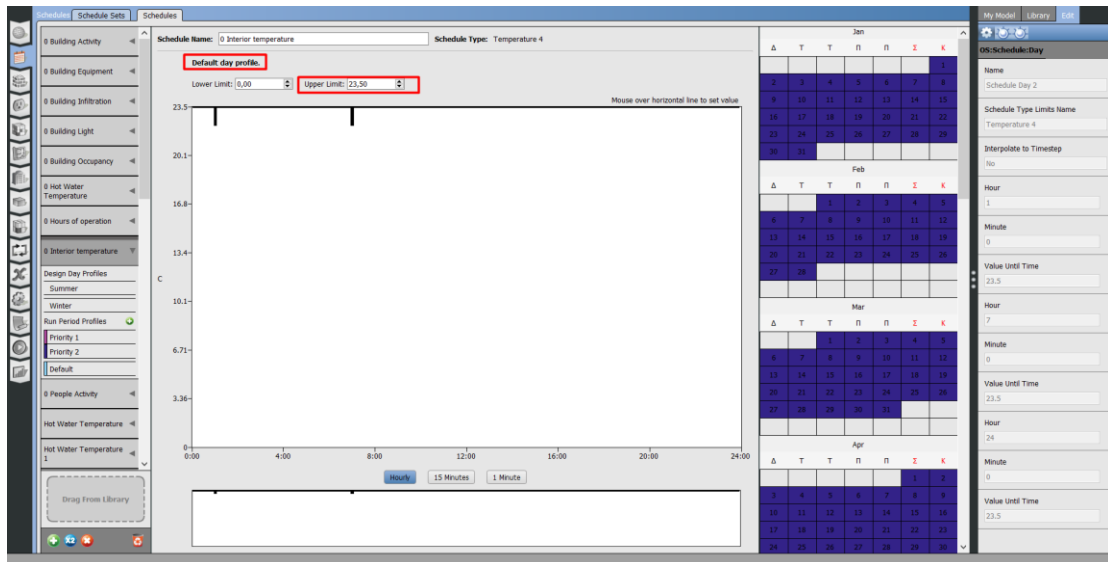 Schedules
Schedule Sets
Schedules
My Model
Library
Edit
0 Building Activity
0 Building Equipment
0 Building Infiltration
0 Building Light
0 Building Occupancy
0 Hot Water
Temperature
0 Hours of operation
0 Interior temperature
Design Day Profiles
Summer
Winter
Run Period Profiles
Priority 1
Priority 2
Default
0 People Activity
Hot Water Temperature
Hot Water Temperature
1
Drag From Library
x2
Schedule Name: 0 Interior temperature Schedule Type: Temperature 4
Default day profile.
Lower Limit: 0,00 Upper Limit: 23,50
Mouse over horizontal line to set value
23.5
20.1
16.8
13.4
C
10.1
6.71
3.36
0
0:00 4:00 8:00 12:00 16:00 20:00 24:00
Hourly 15 Minutes 1 Minute
Jan
Δ Τ Τ Π Π Σ Κ
1
2 3 4 5 6 7 8
9 10 11 12 13 14 15
16 17 18 19 20 21 22
23 24 25 26 27 28 29
30 31
Feb
Δ Τ Τ Π Π Σ Κ
1 2 3 4 5
6 7 8 9 10 11 12
13 14 15 16 17 18 19
20 21 22 23 24 25 26
27 28
Mar
Δ Τ Τ Π Π Σ Κ
1 2 3 4 5
6 7 8 9 10 11 12
13 14 15 16 17 18 19
20 21 22 23 24 25 26
27 28 29 30 31
Apr
Δ Τ Τ Π Π Σ Κ
1 2
3 4 5 6 7 8 9
10 11 12 13 14 15 16
17 18 19 20 21 22 23
24 25 26 27 28 29 30
OS:Schedule:Day
Name
Schedule Day 2
Schedule Type Limits Name
Temperature 4
Interpolate to Timestep
No
Hour
1
Minute
0
Value Until Time
23.5
Hour
7
Minute
0
Value Until Time
23.5
Hour
24
Minute
0
Value Until Time
23.5